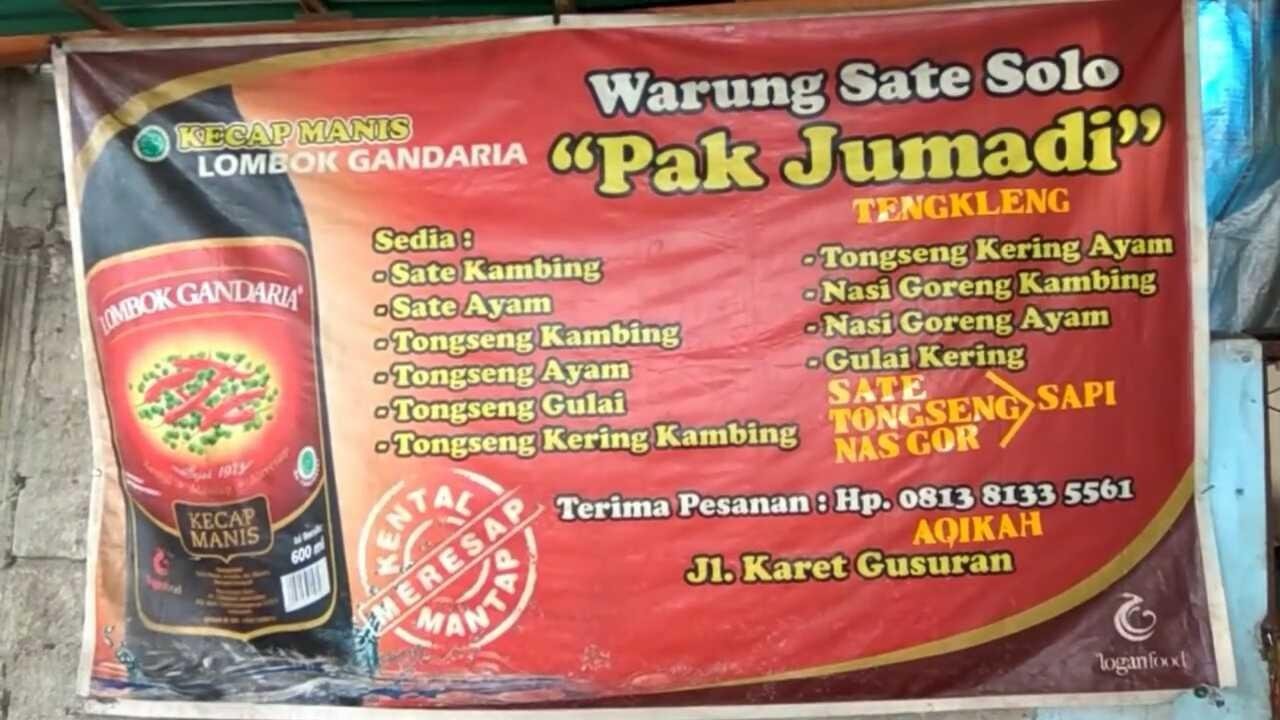 KECAP MANIS
LOMBOK GANDARIA
Warung Sate Solo
“Pak Jumadi”
TENGKLENG
Sedia :
- Sate Kambing
- Sate Ayam
- Tongseng Kambing
- Tongseng Ayam
- Tongseng Gulai
- Tongseng Kering Kambing
- Tongseng Kering Ayam
- Nasi Goreng Kambing
- Nasi Goreng Ayam
- Gulai Kering
SATE
TONGSENG > SAPI
NAS GOR
Terima Pesanan : Hp. 0813 8133 5561
AQIKAH
Jl. Karet Gusuran
LOMBOK GANDARIA®
Sejak 1973
KECAP
MANIS
600 ml
KENTAL
MERESAP
MANTAP
loganfood